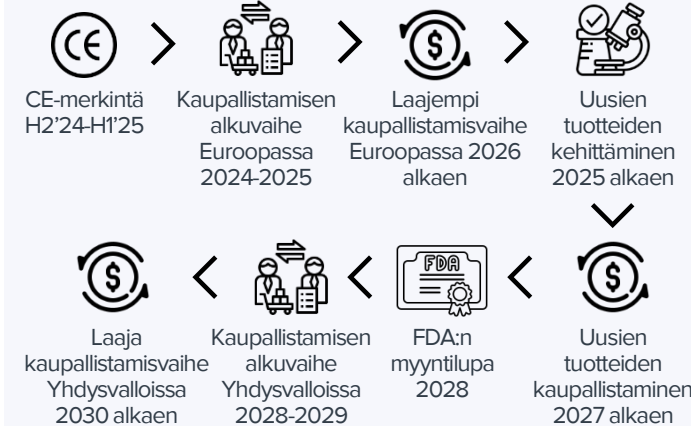 CE
CE-merkintä
H2'24-H1'25
Kaupallistamisen
alkuvaihe
Euroopassa
2024-2025
$
Laajempi
kaupallistamisvaihe
Euroopassa 2026
alkaen
Uusien
tuotteiden
kehittäminen
2025 alkaen
$
Uusien
tuotteiden
kaupallistaminen
2027 alkaen
FDA
FDA:n
myyntilupa
2028
Kaupallistamisen
alkuvaihe
Yhdysvalloissa
2028-2029
$
Laaja
kaupallistamisvaihe
Yhdysvalloissa
2030 alkaen